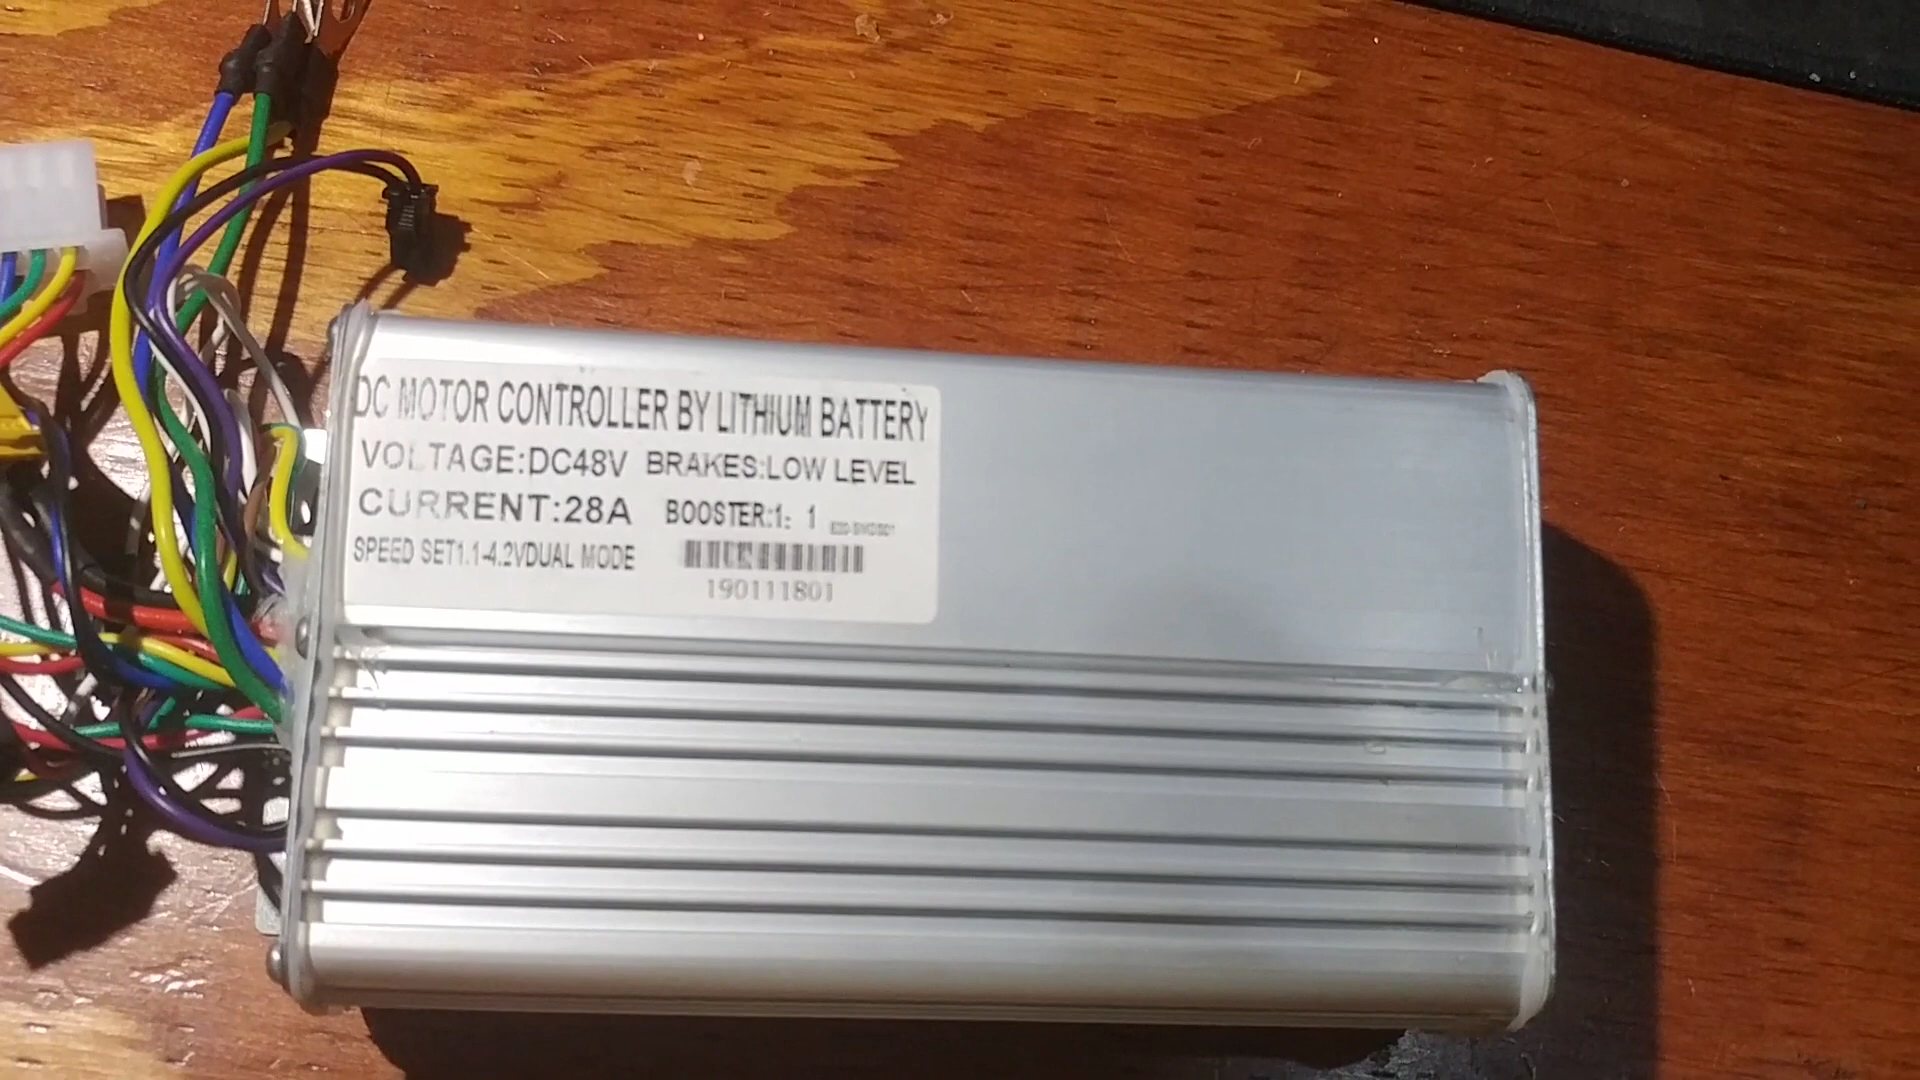 DC MOTOR CONTROLLER BY LITHIUM BATTERY
VOLTAGE:DC48V BRAKES:LOW LEVEL
CURRENT:28A BOOSTER:1: 1
SPEED SET1.1-4.2VDUAL MODE
190111801